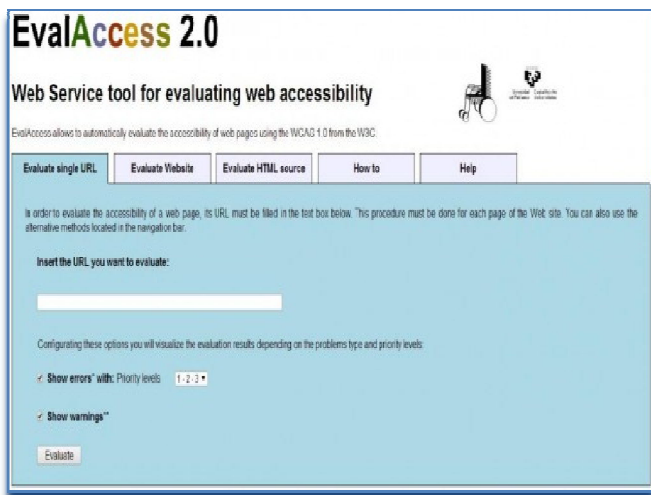 EvalAccess 2.0
Web Service tool for evaluating web accessibility
EvalAccess allows to automatically evaluate the accessibility of web pages using the WCAG 1.0 from the W3C.
Evaluate single URL
Evaluate Website
Evaluate HTML source
How to
Help
In order to evaluate the accessibility of a web page, its URL must be filled in the text box below. This procedure must be done for each page of the Web site. You can also use the
alternative methods located in the navigation bar.
Insert the URL you want to evaluate:
Configurating these options you will visualize the evaluation results depending on the problems type and priority levels:
Show errors* with: Priority levels 1-2-3
Show warnings**
Evaluate